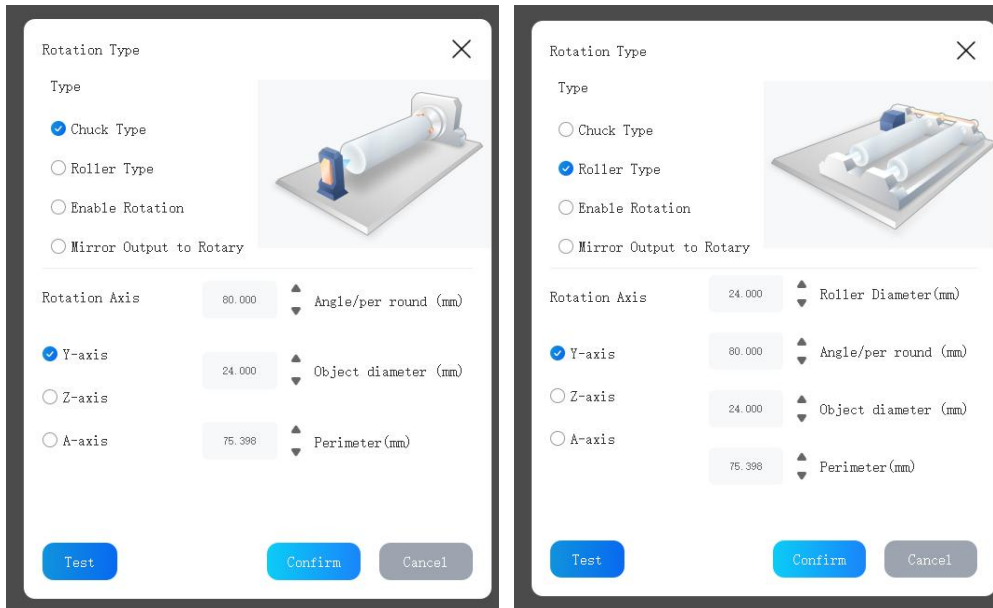 Rotation Type
Type
Chuck Type
Roller Type
Enable Rotation
Mirror Output to Rotary
Rotation Axis
80.000 Angle/per round (mm)
Y-axis
24.000 Object diameter (mm)
Z-axis
A-axis
75.398 Perimeter(mm)
Test
Confirm
Cancel
Rotation Type
Type
Chuck Type
Roller Type
Enable Rotation
Mirror Output to Rotary
Rotation Axis
24.000 Roller Diameter(mm)
Y-axis
80.000 Angle/per round (mm)
Z-axis
24.000 Object diameter (mm)
A-axis
75.398 Perimeter(mm)
Test
Confirm
Cancel